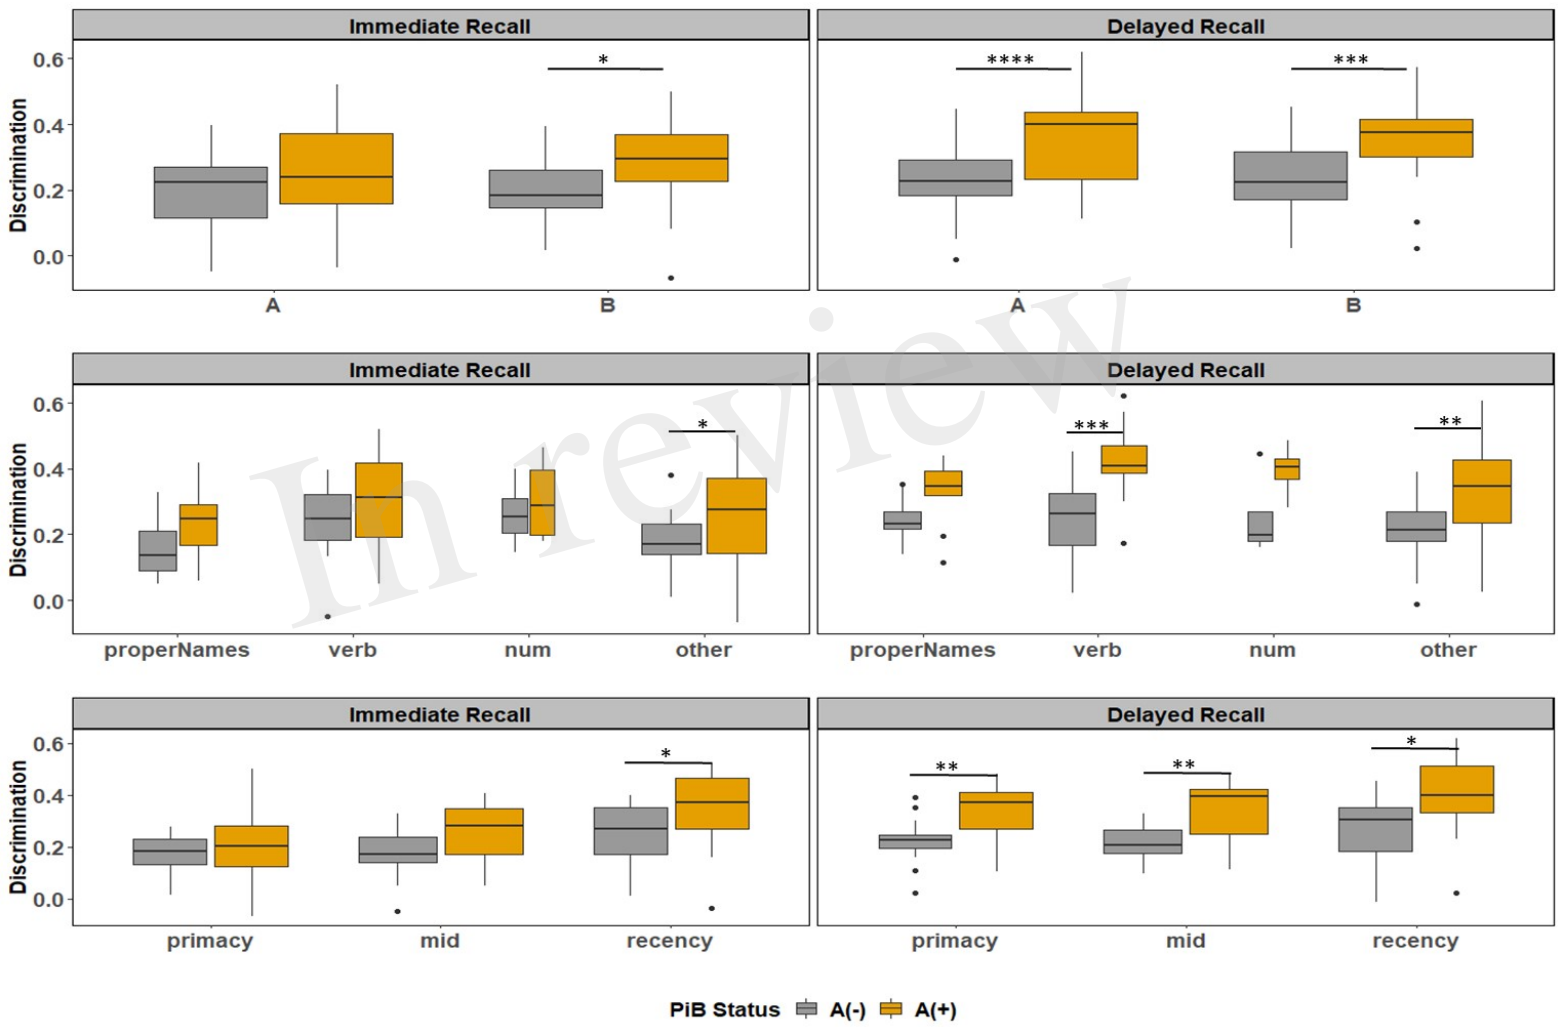 Immediate Recall
Delayed Recall
Discrimination
0.6
0.4
0.2
0.0
*
****
***
A
B
A
B
Immediate Recall
Delayed Recall
Discrimination
0.6
0.4
0.2
0.0
*
***
**
properNames
verb
num
other
properNames
verb
num
other
In review
Immediate Recall
Delayed Recall
Discrimination
0.6
0.4
0.2
0.0
*
**
**
*
primacy
mid
recency
primacy
mid
recency
PiB Status A(-) A(+)